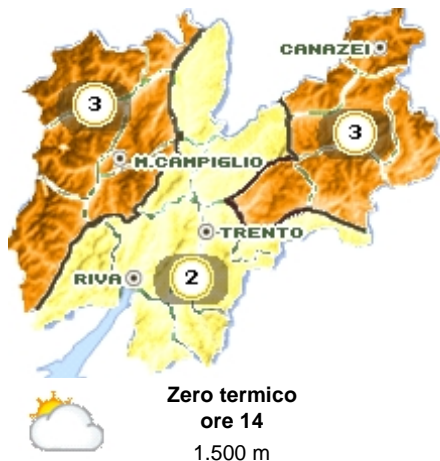 CANAZEI
3
3
M.CAMPIGLIO
TRENTO
RIVA
2
Zero termico
ore 14
1.500 m